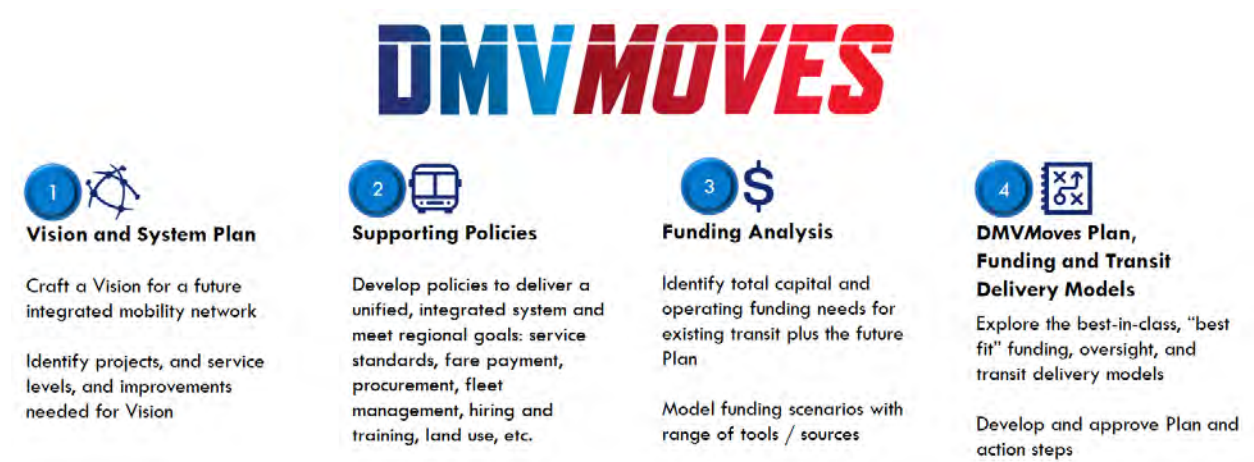 DMVMOVES
1
Vision and System Plan
Craft a Vision for a future
integrated mobility network
Identify projects, and service
levels, and improvements
needed for Vision
2
Supporting Policies
Develop policies to deliver a
unified, integrated system and
meet regional goals: service
standards, fare payment,
procurement, fleet
management, hiring and
training, land use, etc.
3
$
Funding Analysis
Identify total capital and
operating funding needs for
existing transit plus the future
Plan
Model funding scenarios with
range of tools / sources
4
DMVMoves Plan,
Funding and Transit
Delivery Models
Explore the best-in-class, “best
fit" funding, oversight, and
transit delivery models
Develop and approve Plan and
action steps